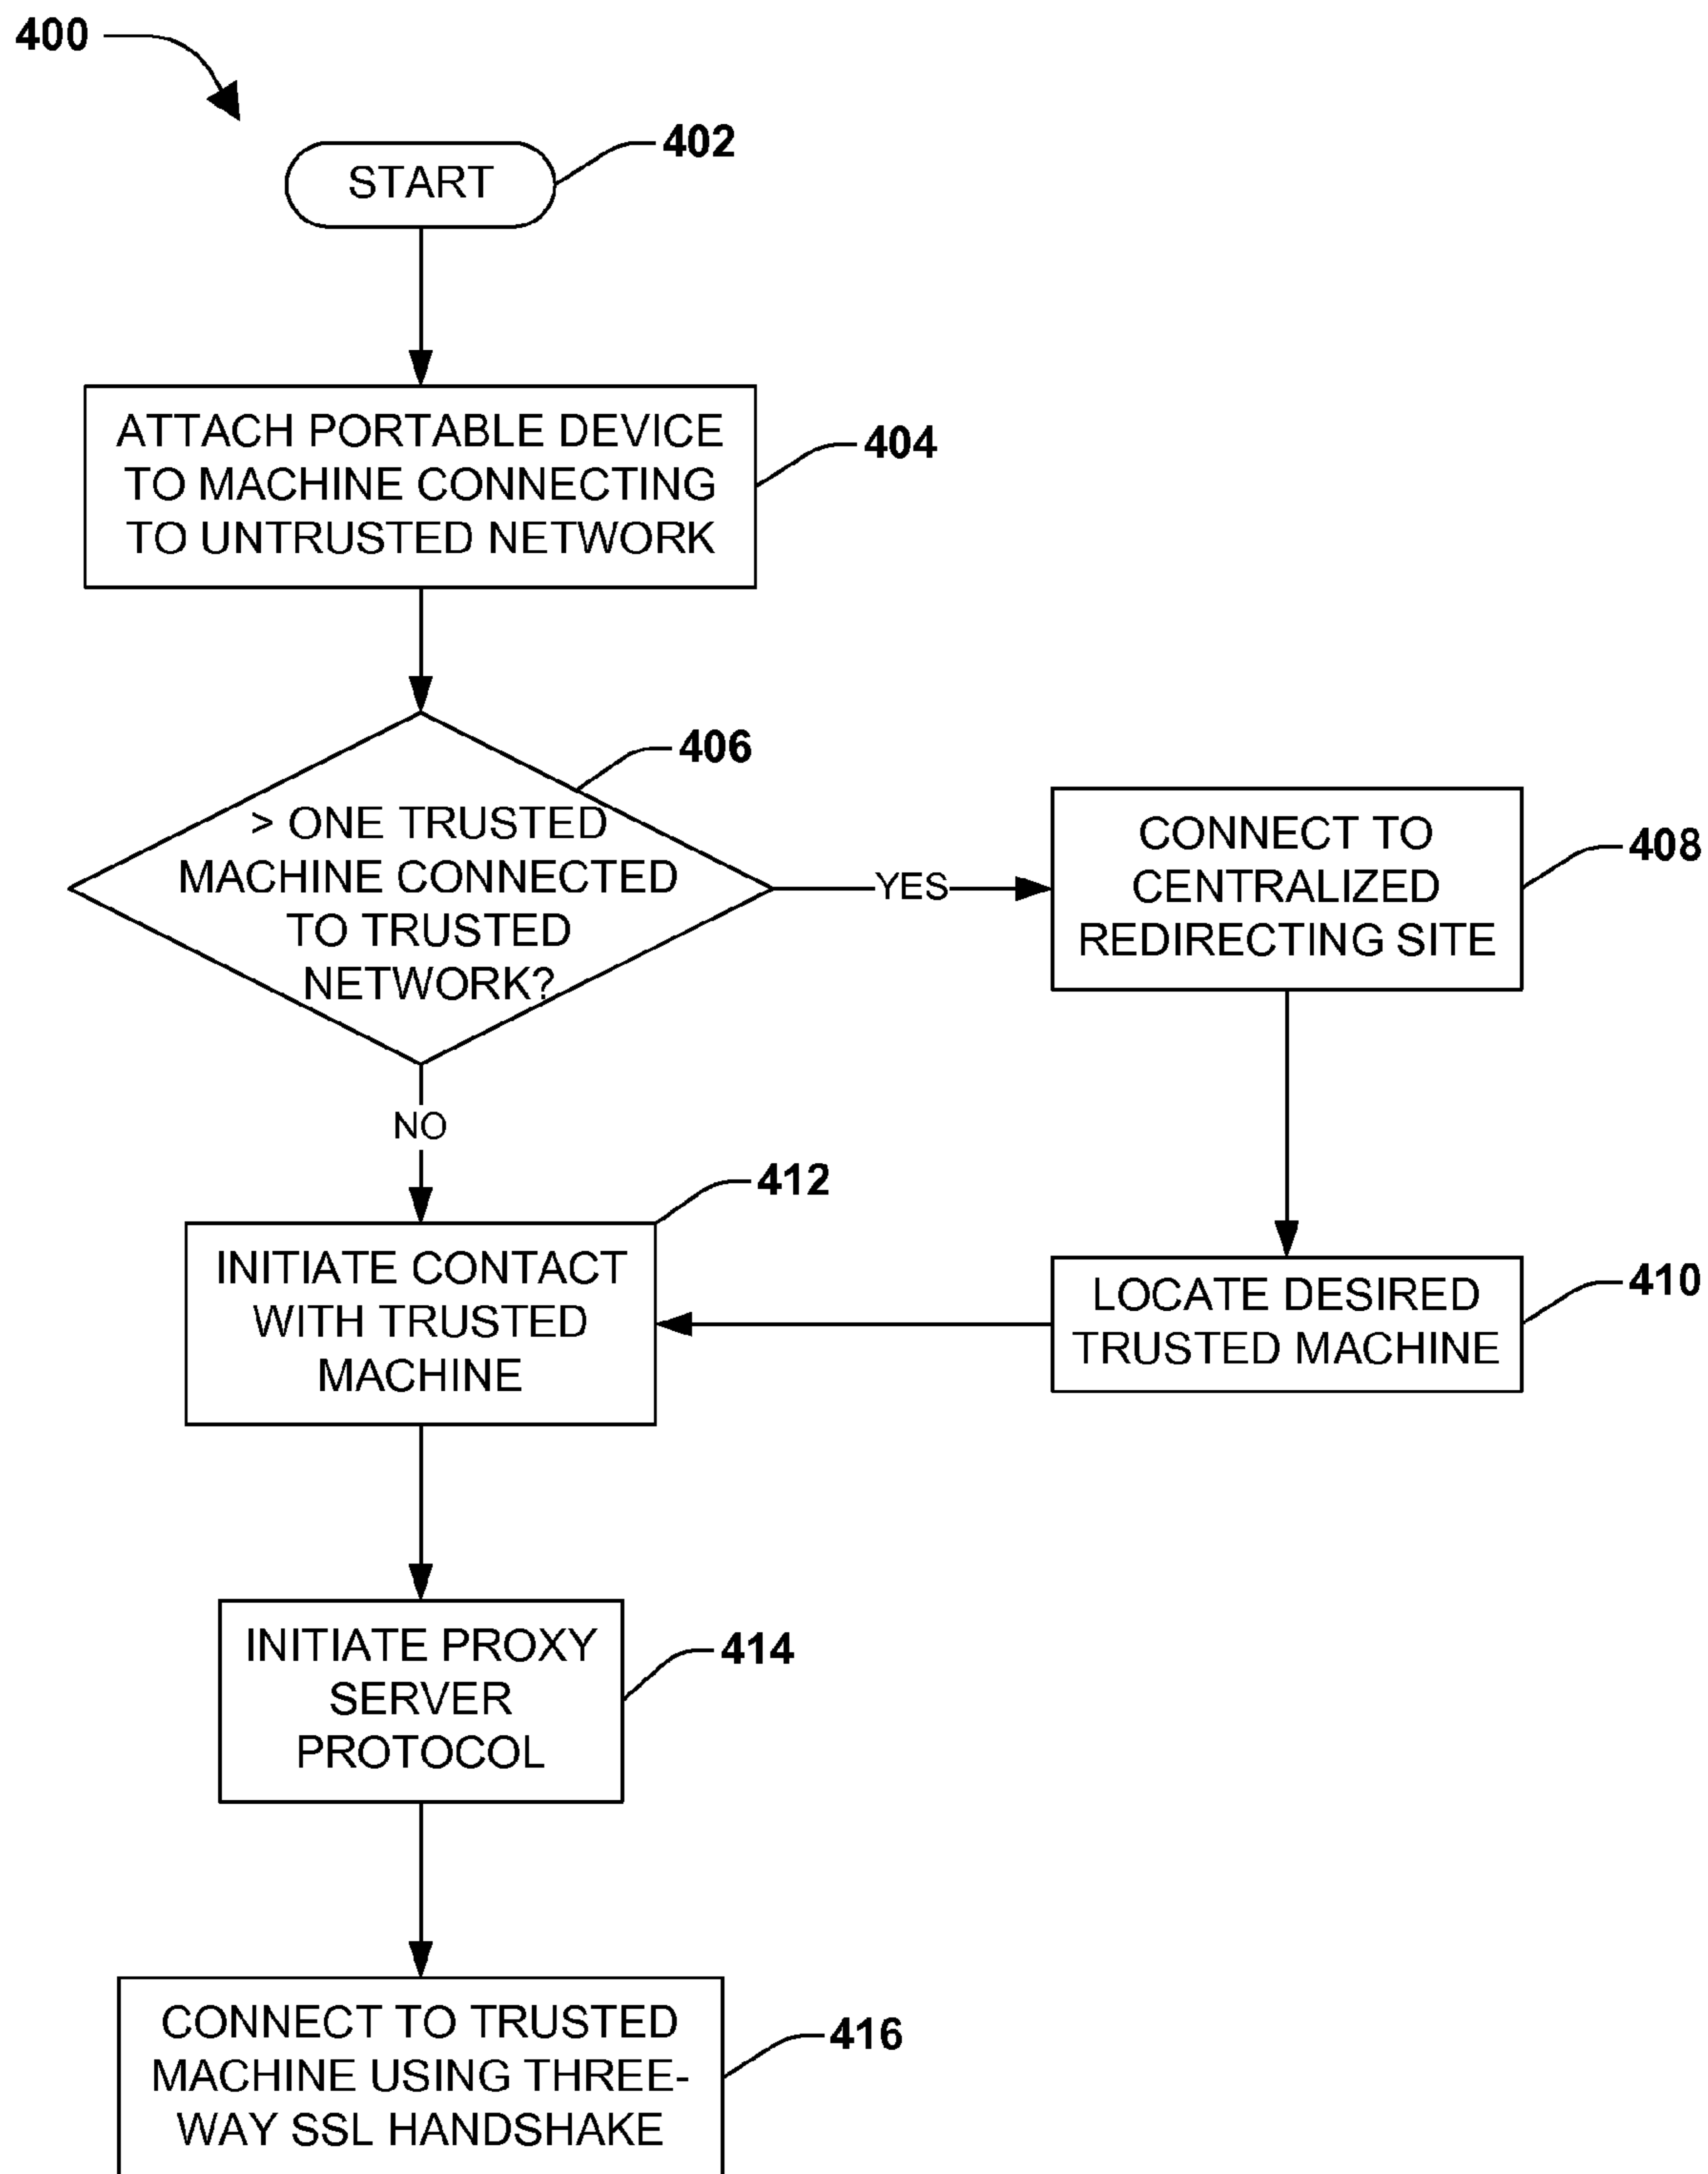 400
402
START
404
ATTACH PORTABLE DEVICE
TO MACHINE CONNECTING
TO UNTRUSTED NETWORK
406
> ONE TRUSTED
MACHINE CONNECTED
TO TRUSTED
NETWORK?
YES
408
CONNECT TO
CENTRALIZED
REDIRECTING SITE
NO
410
LOCATE DESIRED
TRUSTED MACHINE
412
INITIATE CONTACT
WITH TRUSTED
MACHINE
414
INITIATE PROXY
SERVER
PROTOCOL
416
CONNECT TO TRUSTED
MACHINE USING THREE-
WAY SSL HANDSHAKE